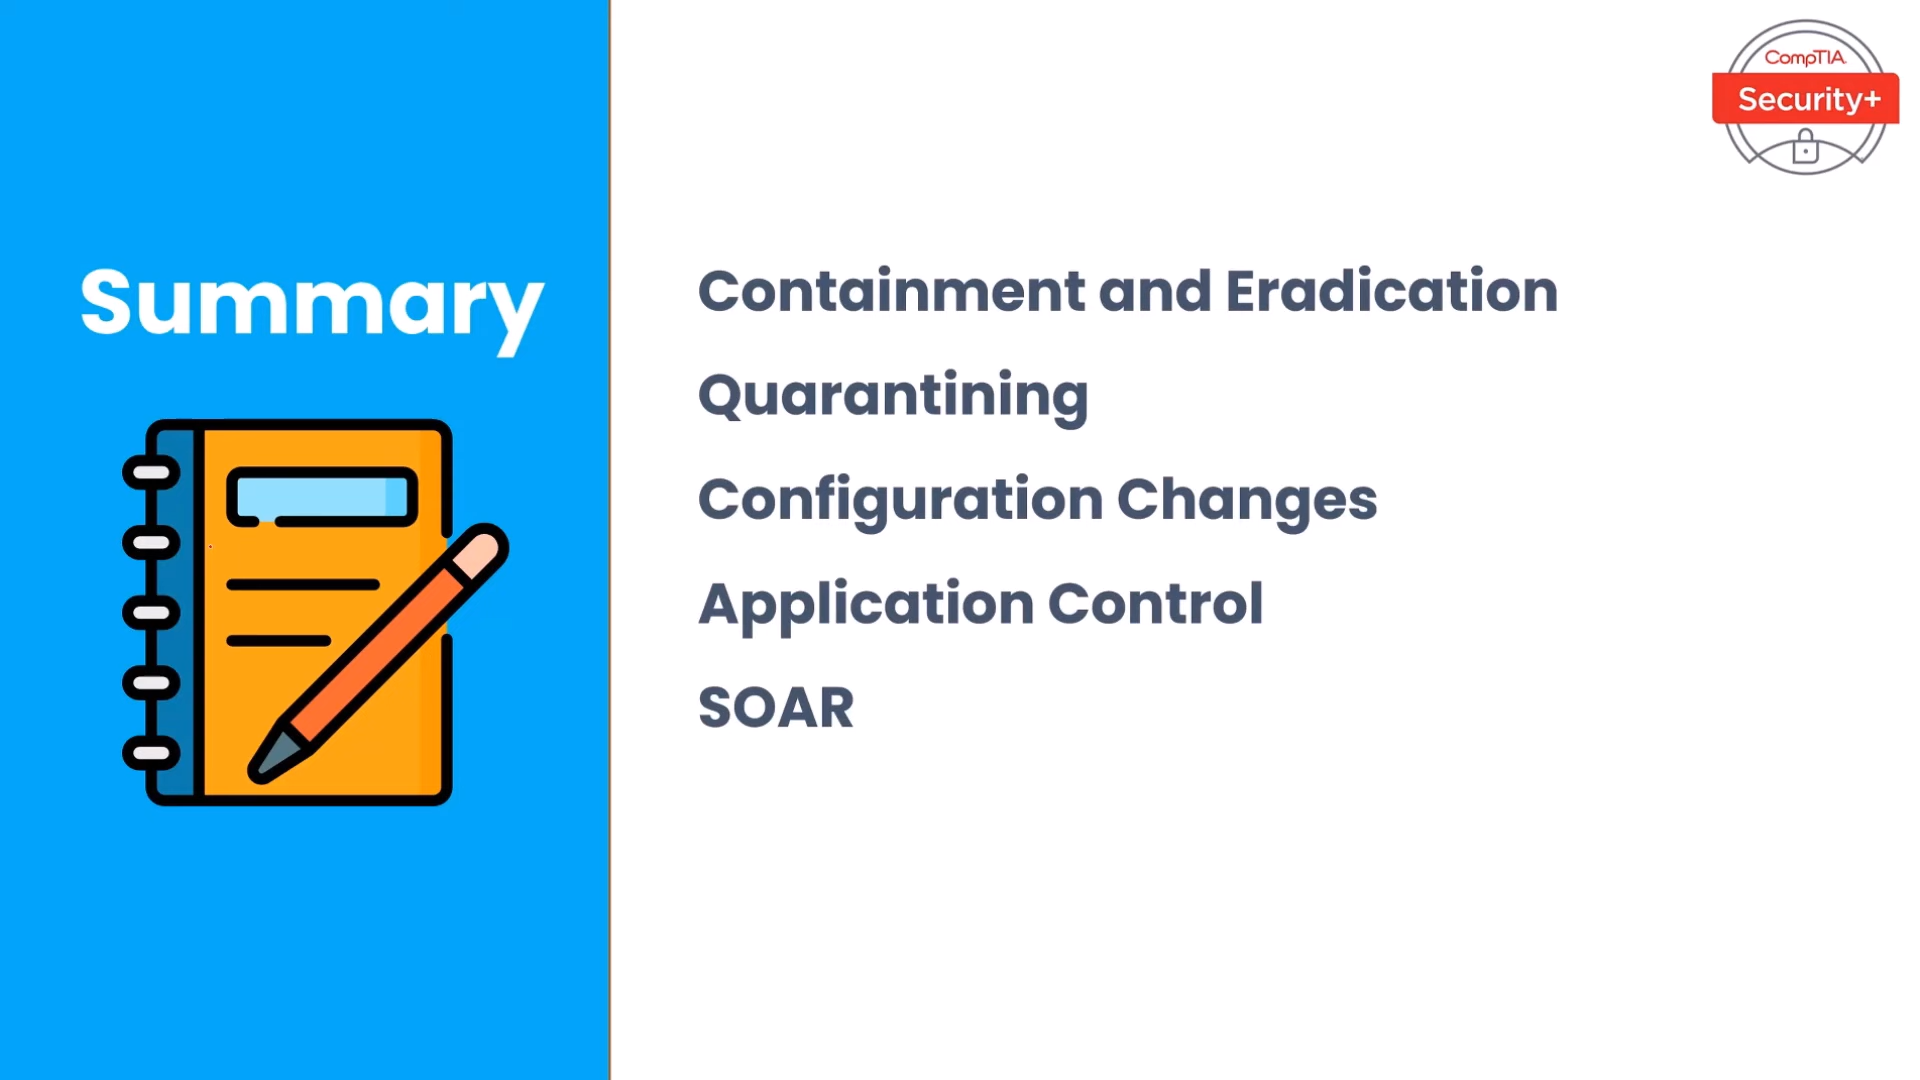 CompTIA.
Security+
Summary
Containment and Eradication
Quarantining
Configuration Changes
Application Control
SOAR